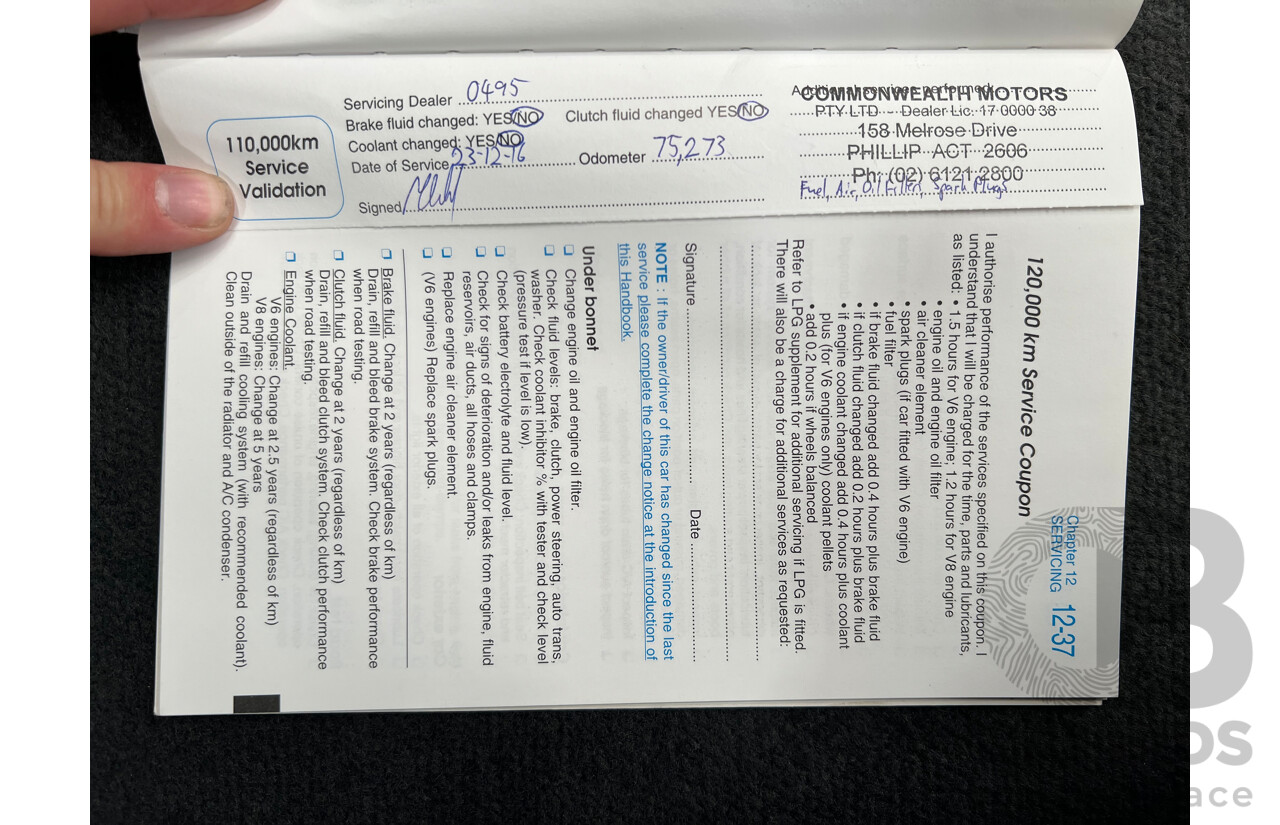 110,000km
Service
Validation
Servicing Dealer 0495
Brake fluid changed: YES/NO Clutch fluid changed YES/NO
Coolant changed: YES/NO
Date of Service 23-12-16 Odometer 75,273
Signed
Additional services performed
COMMONWEALTH MOTORS
PTY LTD - Dealer Lic. 17 0000 38
158 Melrose Drive
PHILLIP ACT 2606
Ph: (02) 6121 2800
Fuel, Air, Oil Filters, Spark Plugs
Chapter 12
SERVICING 12-37
120,000 km Service Coupon
I authorise performance of the services specified on this coupon. I
understand that I will be charged for the time, parts and lubricants,
as listed: • 1.5 hours for V6 engine; 1.2 hours for V8 engine
• engine oil and engine oil filter
• air cleaner element
• spark plugs (if car fitted with V6 engine)
• fuel filter
• if brake fluid changed add 0.4 hours plus brake fluid
• if clutch fluid changed add 0.2 hours plus brake fluid
• if engine coolant changed add 0.4 hours plus coolant
plus (for V6 engines only) coolant pellets
• add 0.2 hours if wheels balanced
Refer to LPG supplement for additional servicing if LPG is fitted.
There will also be a charge for additional services as requested:
Signature Date
NOTE : If the owner/driver of this car has changed since the last
service please complete the change notice at the introduction of
this Handbook.
Under bonnet
❑ Change engine oil and engine oil filter.
❑ Check fluid levels: brake, clutch, power steering, auto trans,
washer. Check coolant inhibitor % with tester and check level
(pressure test if level is low).
❑ Check battery electrolyte and fluid level.
❑ Check for signs of deterioration and/or leaks from engine, fluid
reservoirs, air ducts, all hoses and clamps.
❑ Replace engine air cleaner element.
❑ (V6 engines) Replace spark plugs.
❑ Brake fluid. Change at 2 years (regardless of km)
Drain, refill and bleed brake system. Check brake performance
when road testing.
❑ Clutch fluid. Change at 2 years (regardless of km)
Drain, refill and bleed clutch system. Check clutch performance
when road testing.
❑ Engine Coolant.
V6 engines: Change at 2.5 years (regardless of km)
V8 engines: Change at 5 years
Drain and refill cooling system (with recommended coolant).
Clean outside of the radiator and A/C condenser.